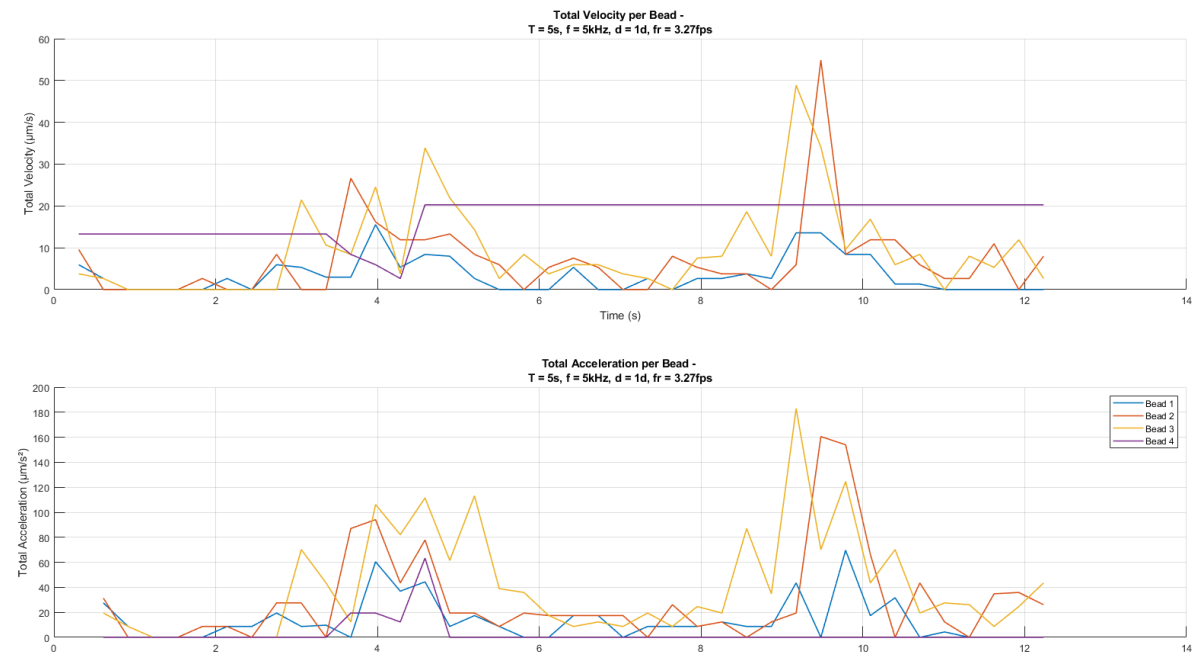 Total Velocity per Bead -
T = 5s, f = 5kHz, d = 1d, fr = 3.27fps
60
50
40
30
20
10
0
Total Velocity (µm/s)
0 2 4 6 8 10 12 14
Time (s)
Total Acceleration per Bead -
T = 5s, f = 5kHz, d = 1d, fr = 3.27fps
200
180
160
140
120
100
80
60
40
20
0
Total Acceleration (µm/s²)
Bead 1
Bead 2
Bead 3
Bead 4
0 2 4 6 8 10 12 14